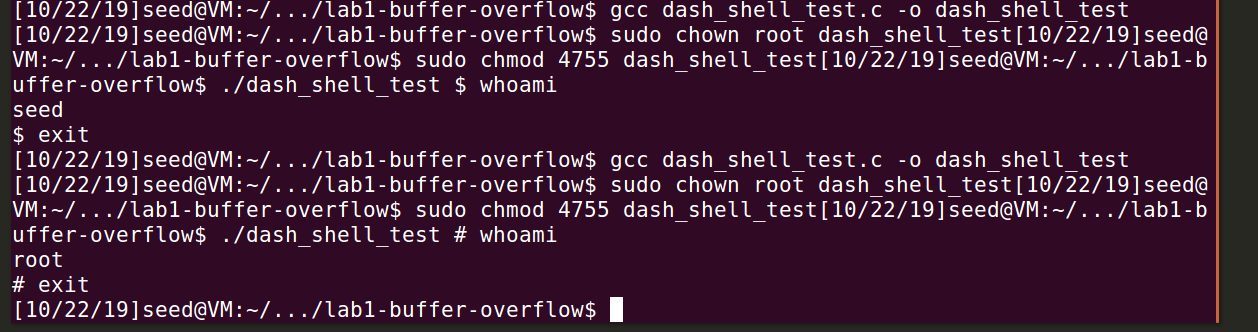 [10/22/19]seed@VM:~/.../lab1-buffer-overflow$ gcc dash_shell_test.c -o dash_shell_test
[10/22/19]seed@VM:~/.../lab1-buffer-overflow$ sudo chown root dash_shell_test[10/22/19]seed@
VM:~/.../lab1-buffer-overflow$ sudo chmod 4755 dash_shell_test[10/22/19]seed@VM:~/.../lab1-b
uffer-overflow$ ./dash_shell_test $ whoami
seed
$ exit
[10/22/19]seed@VM:~/.../lab1-buffer-overflow$ gcc dash_shell_test.c -o dash_shell_test
[10/22/19]seed@VM:~/.../lab1-buffer-overflow$ sudo chown root dash_shell_test[10/22/19]seed@
VM:~/.../lab1-buffer-overflow$ sudo chmod 4755 dash_shell_test[10/22/19]seed@VM:~/.../lab1-b
uffer-overflow$ ./dash_shell_test # whoami
root
# exit
[10/22/19]seed@VM:~/.../lab1-buffer-overflow$